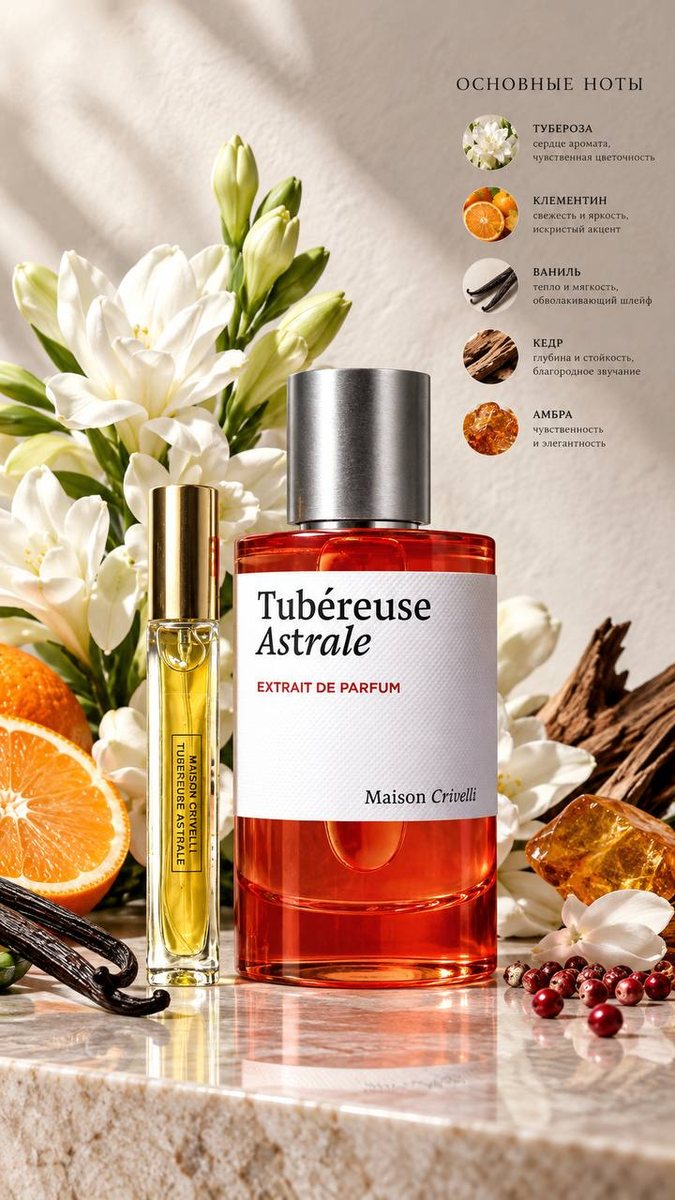 ОСНОВНЫЕ НОТЫ
ТУБЕРОЗА
сердце аромата,
чувственная цветочность
КЛЕМЕНТИН
свежесть и яркость,
искристый акцент
ВАНИЛЬ
тепло и мягкость,
обволакивающий шлейф
КЕДР
глубина и стойкость,
благородное звучание
АМБРА
чувственность
и элегантность
Tubéreuse
Astrale
EXTRAIT DE PARFUM
Maison Crivelli
MAISON CRIVELLI
TUBEREUBE ASTRALE